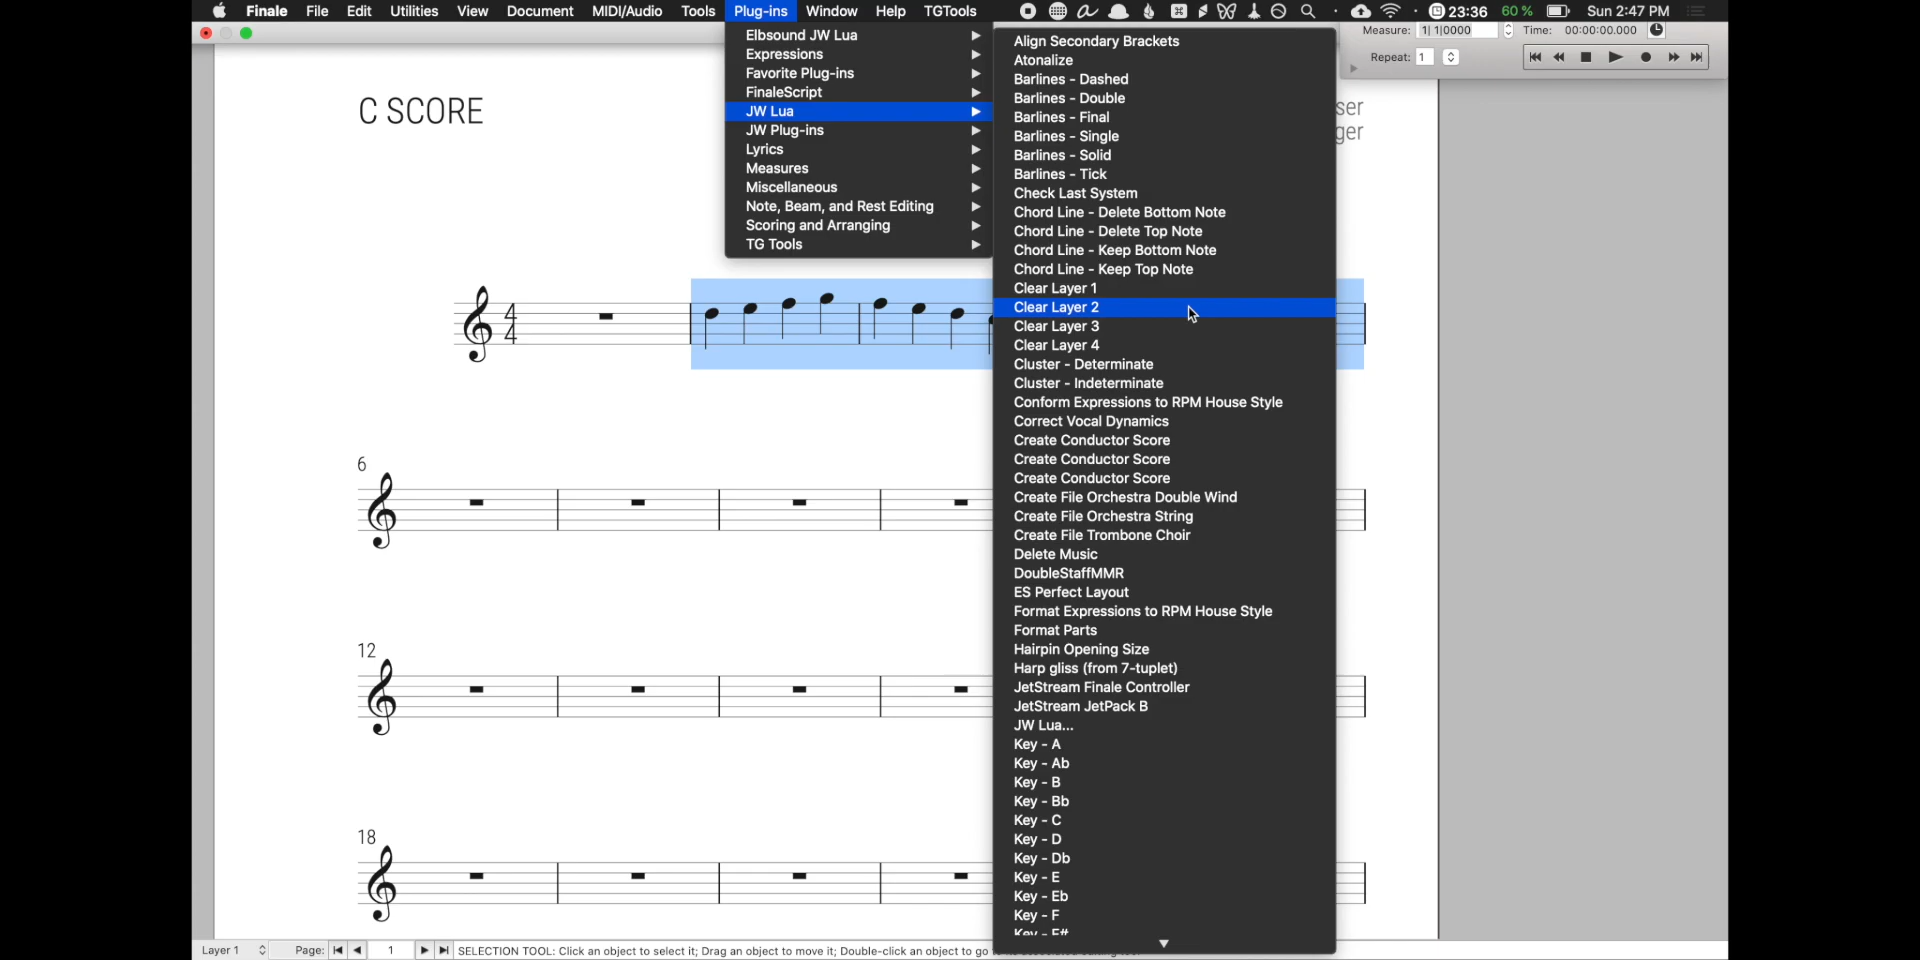 Finale File Edit Utilities View Document MIDI/Audio Tools Plug-ins Window Help TGTools 23:36 60 % Sun 2:47 PM
Measure: 1| 1|0000 Time: 00:00:00.000
Repeat: 1
C SCORE
ser
ger
Elbsound JW Lua
Expressions
Favorite Plug-ins
FinaleScript
JW Lua
JW Plug-ins
Lyrics
Measures
Miscellaneous
Note, Beam, and Rest Editing
Scoring and Arranging
TG Tools
Align Secondary Brackets
Atonalize
Barlines - Dashed
Barlines - Double
Barlines - Final
Barlines - Single
Barlines - Solid
Barlines - Tick
Check Last System
Chord Line - Delete Bottom Note
Chord Line - Delete Top Note
Chord Line - Keep Bottom Note
Chord Line - Keep Top Note
Clear Layer 1
Clear Layer 2
Clear Layer 3
Clear Layer 4
Cluster - Determinate
Cluster - Indeterminate
Conform Expressions to RPM House Style
Correct Vocal Dynamics
Create Conductor Score
Create Conductor Score
Create Conductor Score
Create File Orchestra Double Wind
Create File Orchestra String
Create File Trombone Choir
Delete Music
DoubleStaffMMR
ES Perfect Layout
Format Expressions to RPM House Style
Format Parts
Hairpin Opening Size
Harp gliss (from 7-tuplet)
JetStream Finale Controller
JetStream JetPack B
JW Lua...
Key - A
Key - Ab
Key - B
Key - Bb
Key - C
Key - D
Key - Db
Key - E
Key - Eb
Key - F
Key - F#
4
4
6
12
18
Layer 1 Page: 1 SELECTION TOOL: Click an object to select it; Drag an object to move it; Double-click an object to go